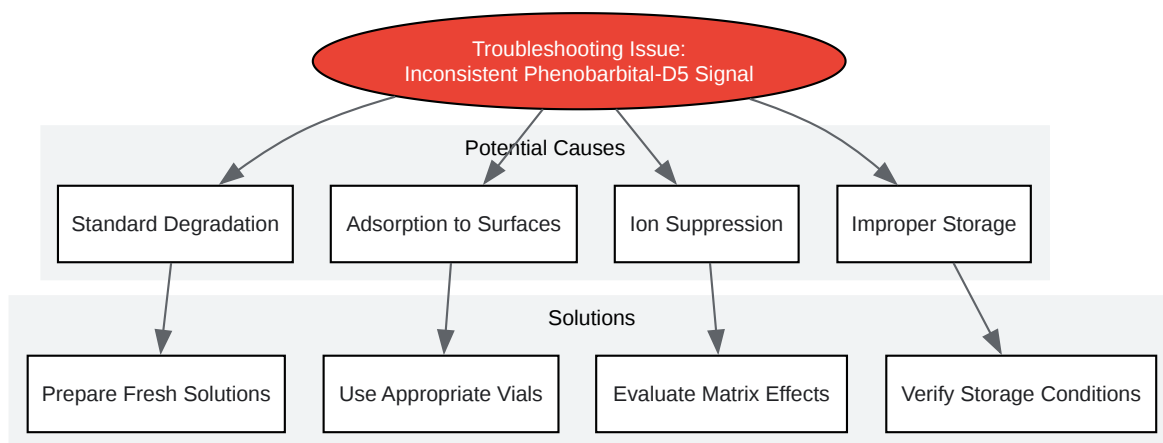 Troubleshooting Issue:
Inconsistent Phenobarbital-D5 Signal
Potential Causes
Standard Degradation
Adsorption to Surfaces
Ion Suppression
Improper Storage
Solutions
Prepare Fresh Solutions
Use Appropriate Vials
Evaluate Matrix Effects
Verify Storage Conditions